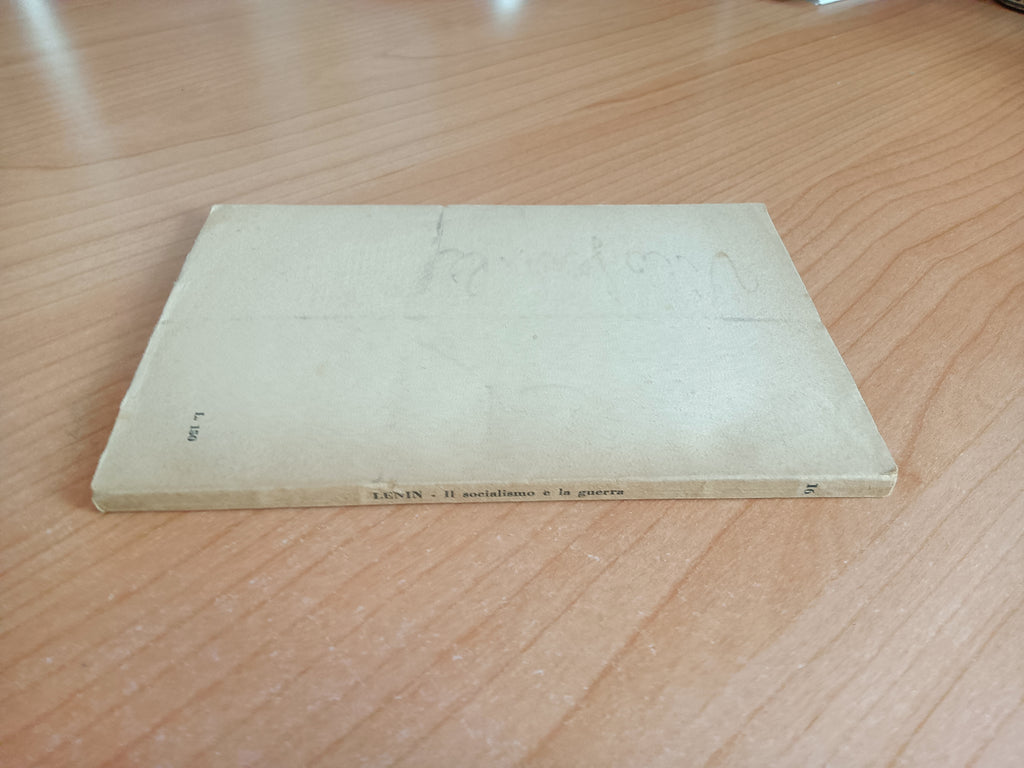 LENIN - Il socialismo e la guerra
16
L. 150